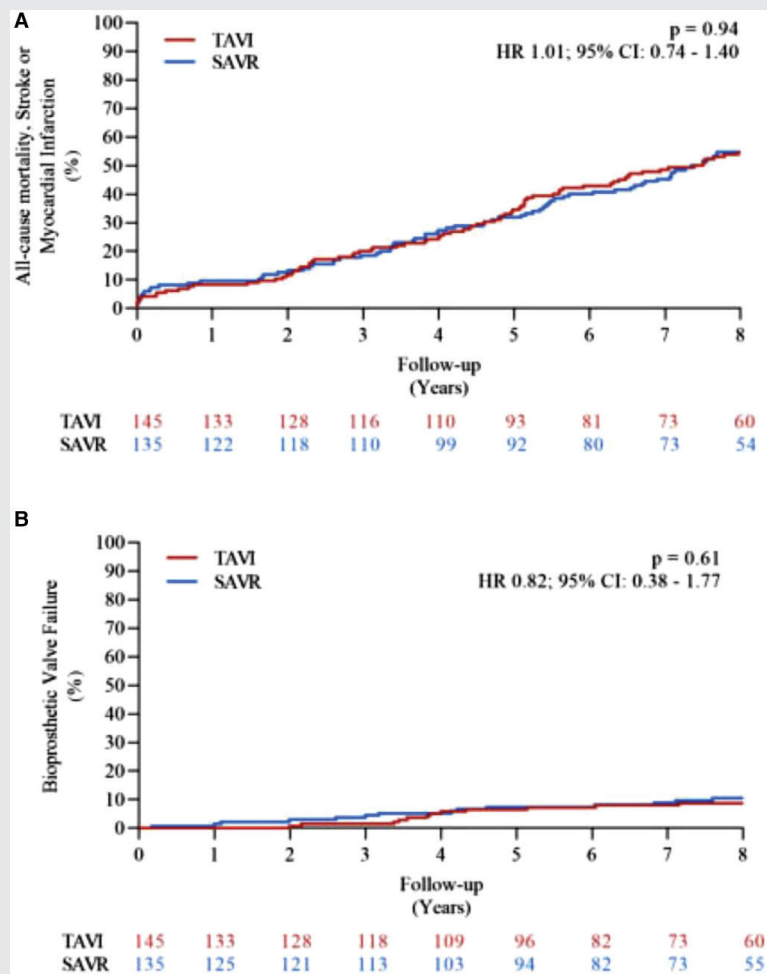 A
100
90
80
70
60
50
40
30
20
10
0
All-cause mortality, Stroke or
Myocardial Infarction
(%)
TAVI
SAVR
p = 0.94
HR 1.01; 95% CI: 0.74 - 1.40
0 1 2 3 4 5 6 7 8
Follow-up
(Years)
TAVI 145 133 128 116 110 93 81 73 60
SAVR 135 122 118 110 99 92 80 73 54
B
100
90
80
70
60
50
40
30
20
10
0
Bioprosthetic Valve Failure
(%)
TAVI
SAVR
p = 0.61
HR 0.82; 95% CI: 0.38 - 1.77
0 1 2 3 4 5 6 7 8
Follow-up
(Years)
TAVI 145 133 128 118 109 96 82 73 60
SAVR 135 125 121 113 103 94 82 73 55